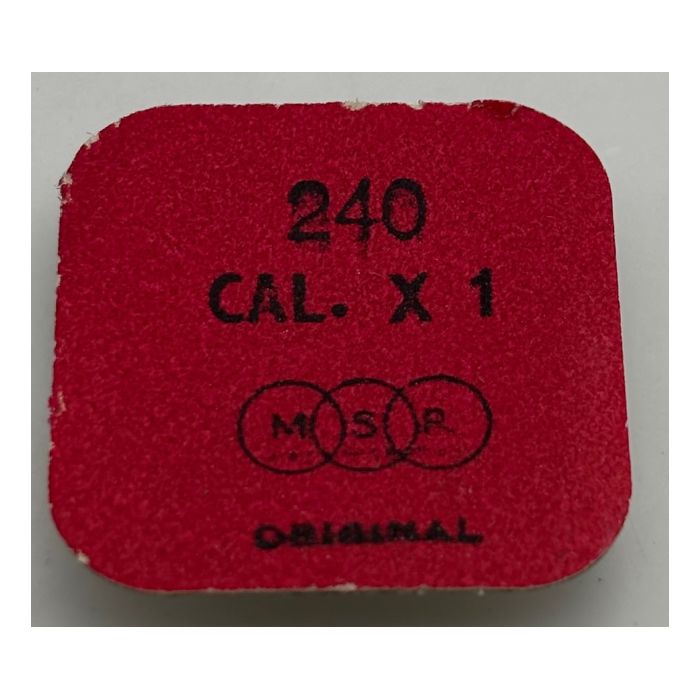 240
CAL. X 1
M S R
ORIGINAL